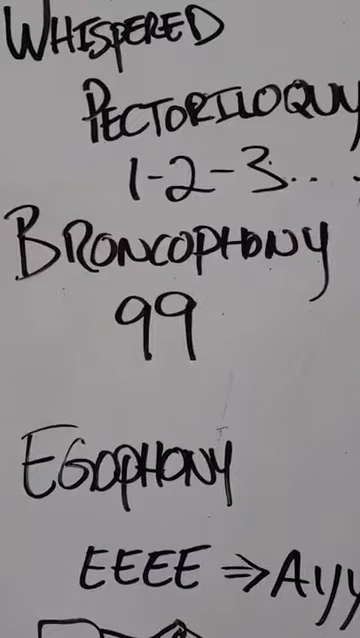 WHISPERED
PECTORILOQUY
1-2-3...
BRONCOPHONY
99
EGOPHONY
EEEE ⇒ Ayy